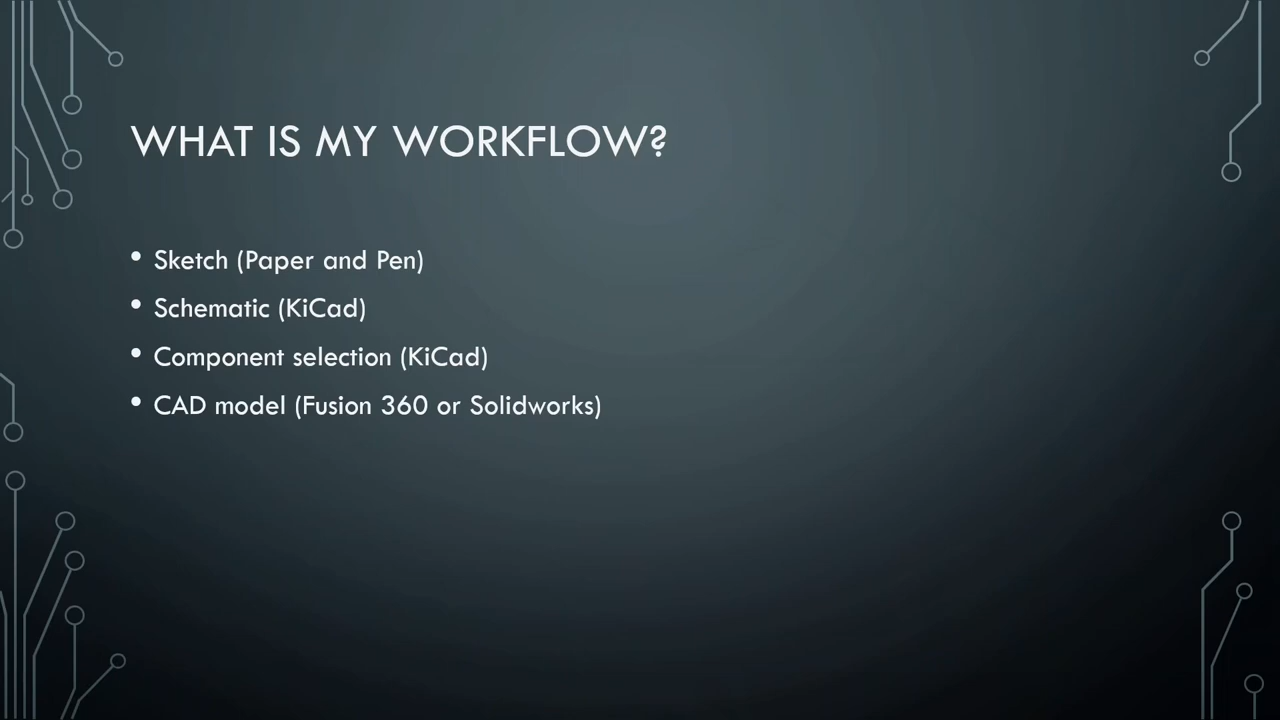 WHAT IS MY WORKFLOW?
• Sketch (Paper and Pen)
• Schematic (KiCad)
• Component selection (KiCad)
• CAD model (Fusion 360 or Solidworks)